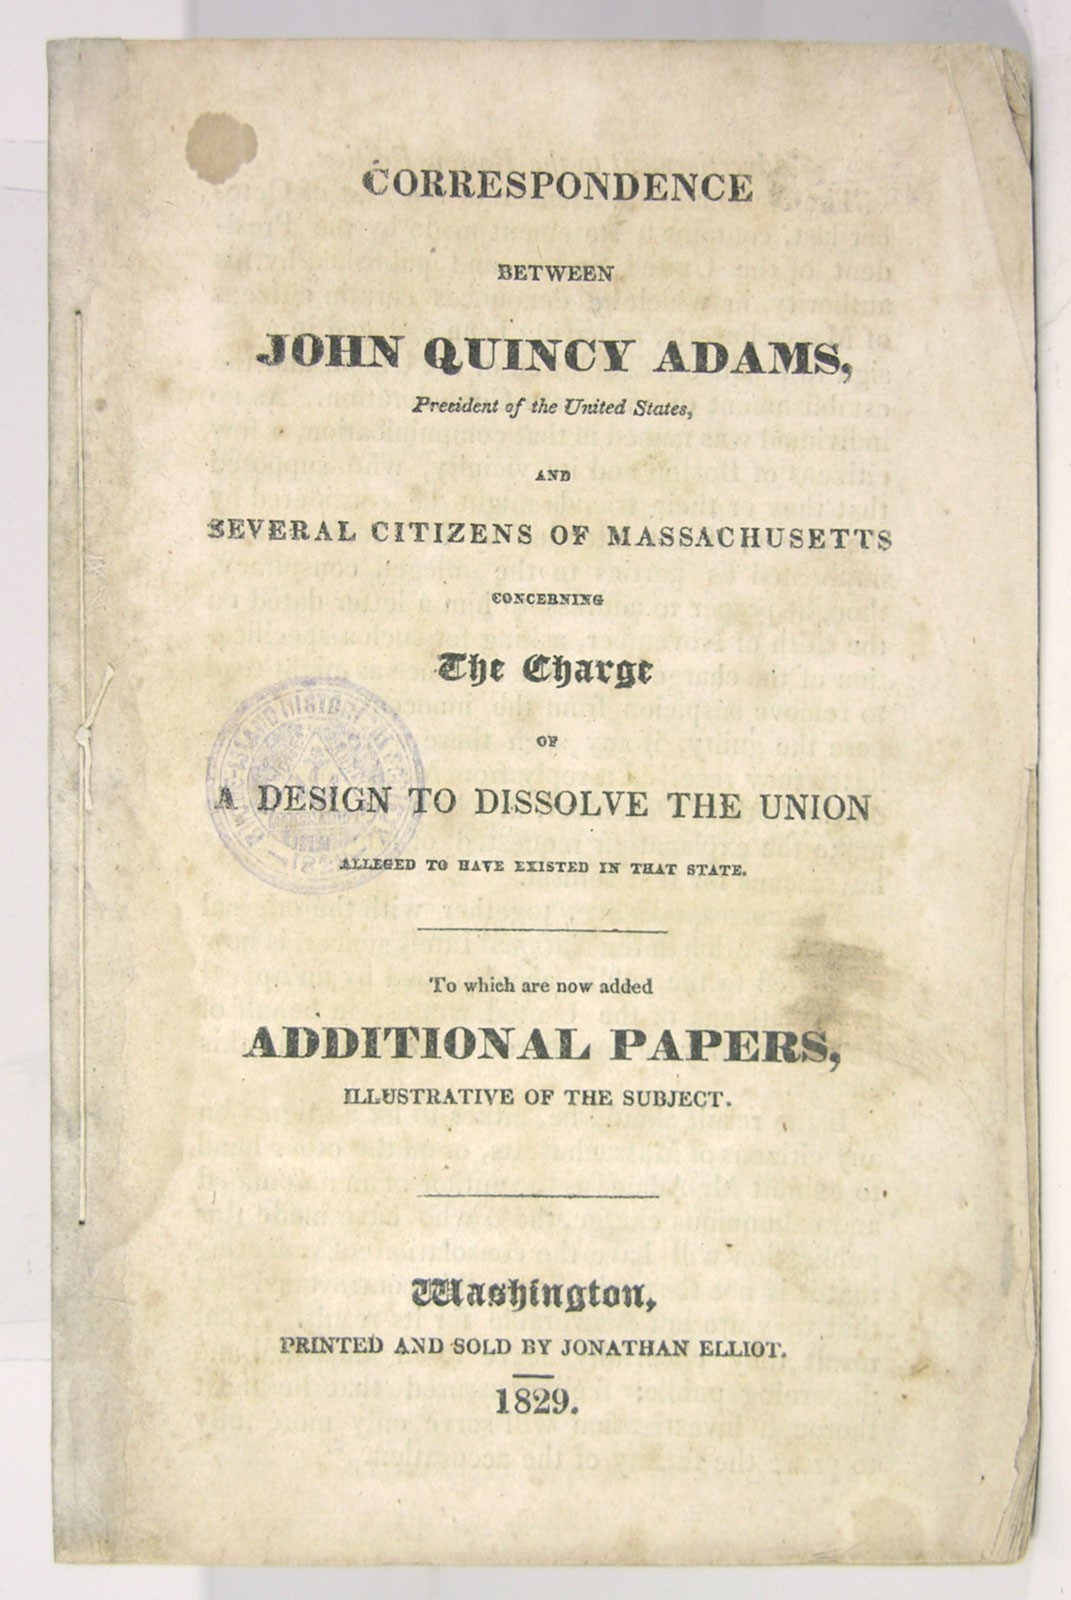 CORRESPONDENCE
BETWEEN
JOHN QUINCY ADAMS,
President of the United States,
AND
SEVERAL CITIZENS OF MASSACHUSETTS
CONCERNING
The Charge
OF
A DESIGN TO DISSOLVE THE UNION
ALLEGED TO HAVE EXISTED IN THAT STATE.
To which are now added
ADDITIONAL PAPERS,
ILLUSTRATIVE OF THE SUBJECT.
Washington,
PRINTED AND SOLD BY JONATHAN ELLIOT.
1829.